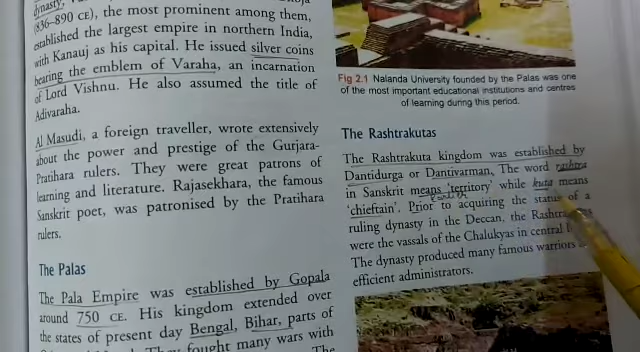 dynasty,
(836–890 CE), the most prominent among them,
established the largest empire in northern India,
with Kanauj as his capital. He issued silver coins
bearing the emblem of Varaha, an incarnation
of Lord Vishnu. He also assumed the title of
Adivaraha.
Al Masudi, a foreign traveller, wrote extensively
about the power and prestige of the Gurjara-
Pratihara rulers. They were great patrons of
learning and literature. Rajasekhara, the famous
Sanskrit poet, was patronised by the Pratihara
rulers.
The Palas
The Pala Empire was established by Gopala
around 750 CE. His kingdom extended over
the states of present day Bengal, Bihar, parts of
They fought many wars with
The
Fig 2.1 Nalanda University founded by the Palas was one
of the most important educational institutions and centres
of learning during this period.
The Rashtrakutas
The Rashtrakuta kingdom was established by
Dantidurga or Dantivarman. The word rashtra
in Sanskrit means 'territory' while kuta means
Earlier
'chieftain'. Prior to acquiring the status of a
ruling dynasty in the Deccan, the
were the vassals of the Chalukyas in central
The dynasty produced many famous warriors
efficient administrators.